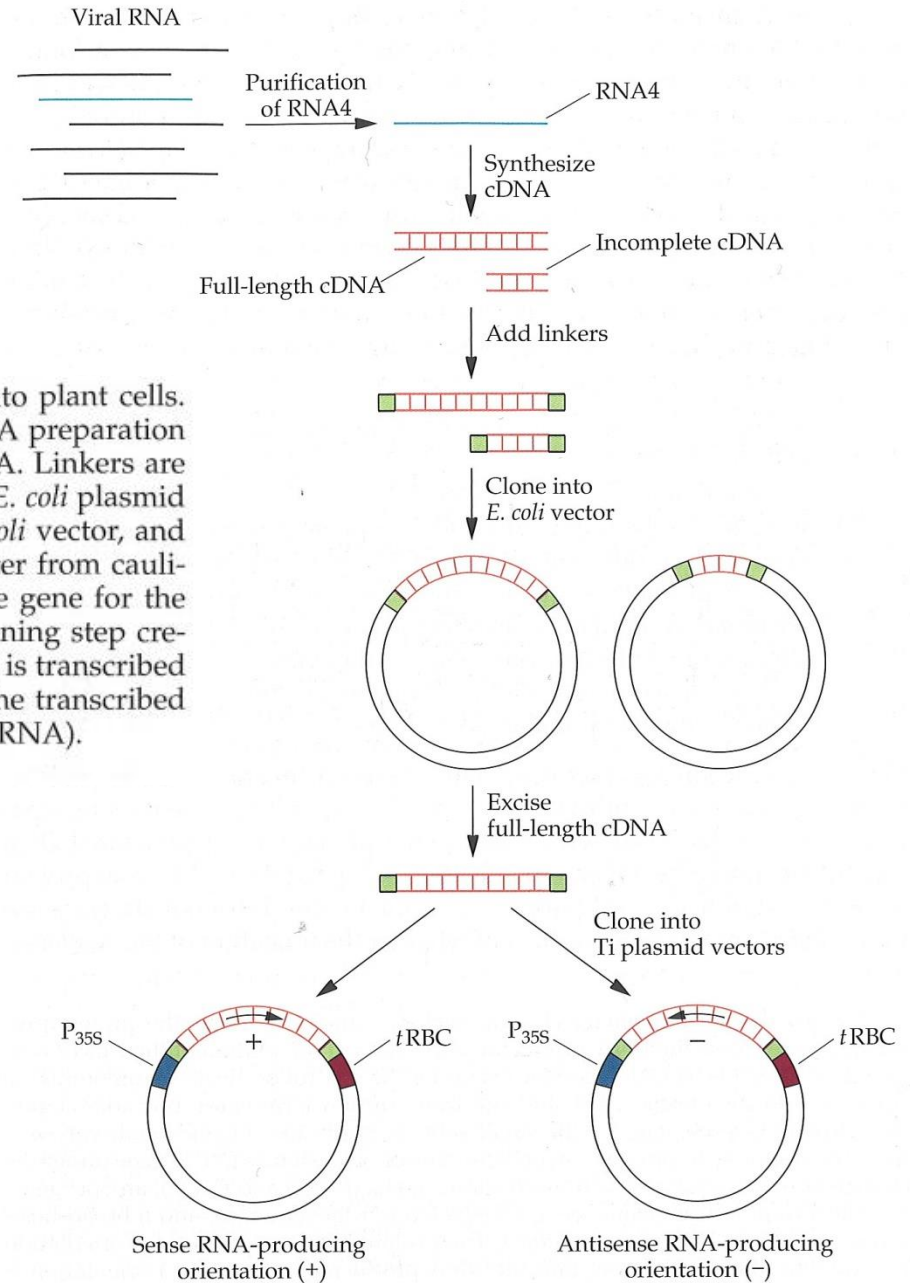 Viral RNA
Purification
of RNA4
RNA4
Synthesize
cDNA
Incomplete cDNA
Full-length cDNA
Add linkers
to plant cells.
A preparation
A. Linkers are
E. coli plasmid
oli vector, and
er from cauli-
e gene for the
ning step cre-
is transcribed
ne transcribed
RNA).
Clone into
E. coli vector
Excise
full-length cDNA
Clone into
Ti plasmid vectors
P35S
+
tRBC
P35S
−
tRBC
Sense RNA-producing
orientation (+)
Antisense RNA-producing
orientation (−)